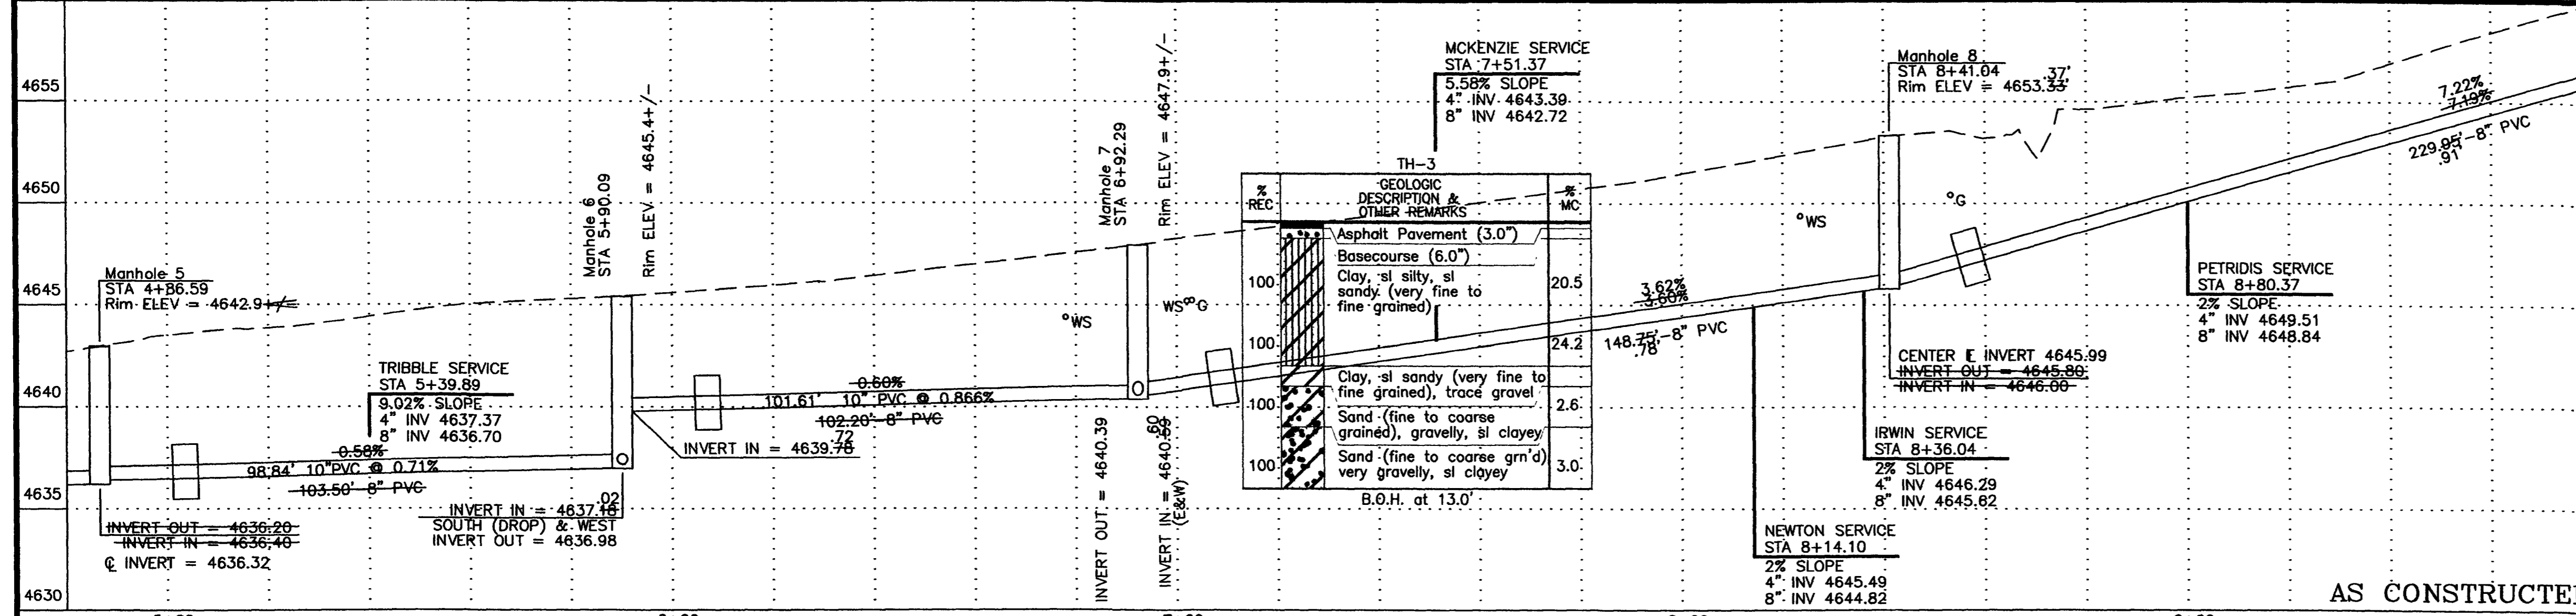 4655
4650
4645
4640
4635
4630
Manhole 5
STA 4+86.59
Rim ELEV = 4642.9+/-
TRIBBLE SERVICE
STA 5+39.89
9.02% SLOPE
4" INV 4637.37
8" INV 4636.70
0.58%
98.84' 10"PVC @ 0.71%
103.50' 8" PVC
INVERT OUT = 4636.20
INVERT IN = 4636.40
℄ INVERT = 4636.32
Manhole 6
STA 5+90.09
Rim ELEV = 4645.4+/-
.02
INVERT IN = 4637.18
SOUTH (DROP) & WEST
INVERT OUT = 4636.98
.72
INVERT IN = 4639.78
0.60%
101.61' 10" PVC @ 0.866%
102.20'-8" PVC
°WS
Manhole 7
STA 6+92.29
Rim ELEV = 4647.9+/-
WS°°G
INVERT OUT = 4640.39
.60
INVERT IN = 4640.59
(E&W)
MCKENZIE SERVICE
STA 7+51.37
5.58% SLOPE
4" INV 4643.39
8" INV 4642.72
TH-3
% REC
GEOLOGIC
DESCRIPTION &
OTHER REMARKS
% MC
Asphalt Pavement (3.0")
Basecourse (6.0")
Clay, sl silty, sl
sandy (very fine to
fine grained)
100
20.5
100
24.2
Clay, sl sandy (very fine to
fine grained), trace gravel
100
2.6
Sand (fine to coarse
grained), gravelly, sl clayey
Sand (fine to coarse grn'd)
very gravelly, sl clayey
100
3.0
B.O.H. at 13.0'
3.62%
3.60%
148.75'-8" PVC
.78'
°WS
Manhole 8
STA 8+41.04
.37'
Rim ELEV = 4653.33'
°G
CENTER ℄ INVERT 4645.99
INVERT OUT = 4645.80
INVERT IN = 4646.00
IRWIN SERVICE
STA 8+36.04
2% SLOPE
4" INV 4646.29
8" INV 4645.62
NEWTON SERVICE
STA 8+14.10
2% SLOPE
4" INV 4645.49
8" INV 4644.82
PETRIDIS SERVICE
STA 8+80.37
2% SLOPE
4" INV 4649.51
8" INV 4648.84
7.22%
7.19%
229.95'-8" PVC
.91'
AS CONSTRUCTE